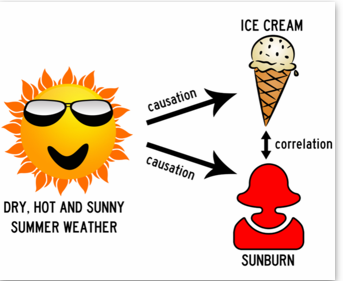 ICE CREAM
causation
correlation
causation
DRY, HOT AND SUNNY
SUMMER WEATHER
SUNBURN